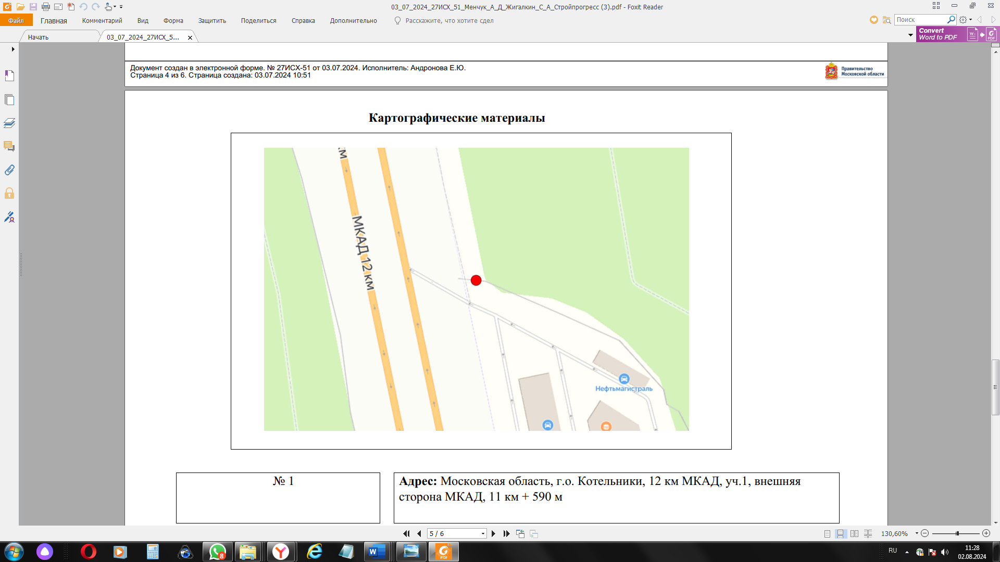 03_07_2024_27ИСХ_51_Менчук_А_Д_Жигалкин_С_А_Стройпрогресс (3).pdf - Foxit Reader
Файл Главная Комментарий Вид Форма Защитить Поделиться Справка Дополнительно Расскажите, что хотите сдел Поиск
Начать 03_07_2024_27ИСХ_5...
Convert
Word to PDF
Документ создан в электронной форме. № 27ИСХ-51 от 03.07.2024. Исполнитель: Андронова Е.Ю.
Страница 4 из 6. Страница создана: 03.07.2024 10:51
Правительство
Московской области
Картографические материалы
км
МКАД 12 км
Нефтьмагистраль
№ 1
Адрес: Московская область, г.о. Котельники, 12 км МКАД, уч.1, внешняя
сторона МКАД, 11 км + 590 м
5 / 6
130,60%
8
RU
11:28
02.08.2024